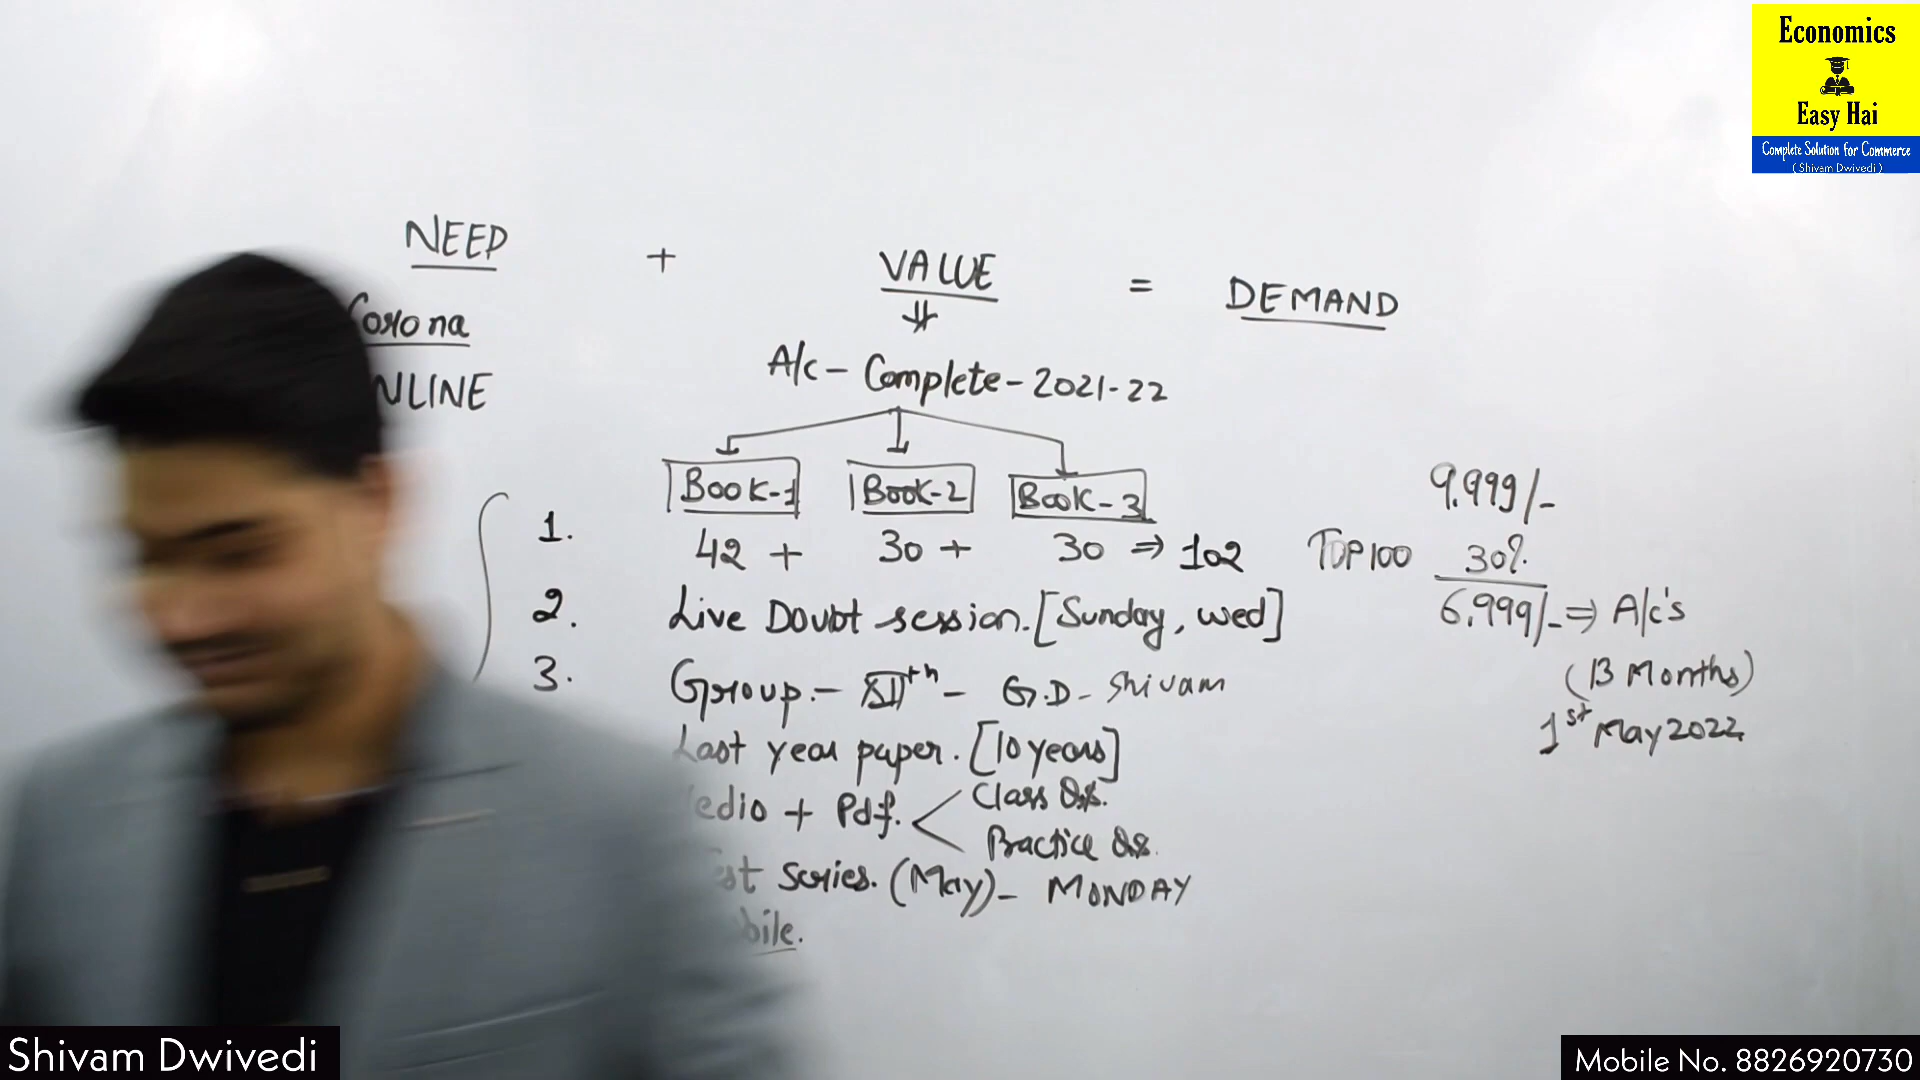 Economics
Easy Hai
Complete Solution for Commerce
( Shivam Dwivedi )
NEED + VALUE = DEMAND
Corona
NLINE
A/c - Complete - 2021-22
Book-1 Book-2 Book-3
1. 42 + 30 + 30 ⇒ 102
2. Live Doubt session. [Sunday, wed]
3. Group. - XIIth - G.D - Shivam
Last year paper. [10 years]
edio + Pdf. < Class Qs.
Practice Qs.
st series. (May) - MONDAY
bile.
9,999/-
TOP 100 30%
6,999/- ⇒ A/c's
(13 Months)
1st May 2022
Shivam Dwivedi
Mobile No. 8826920730